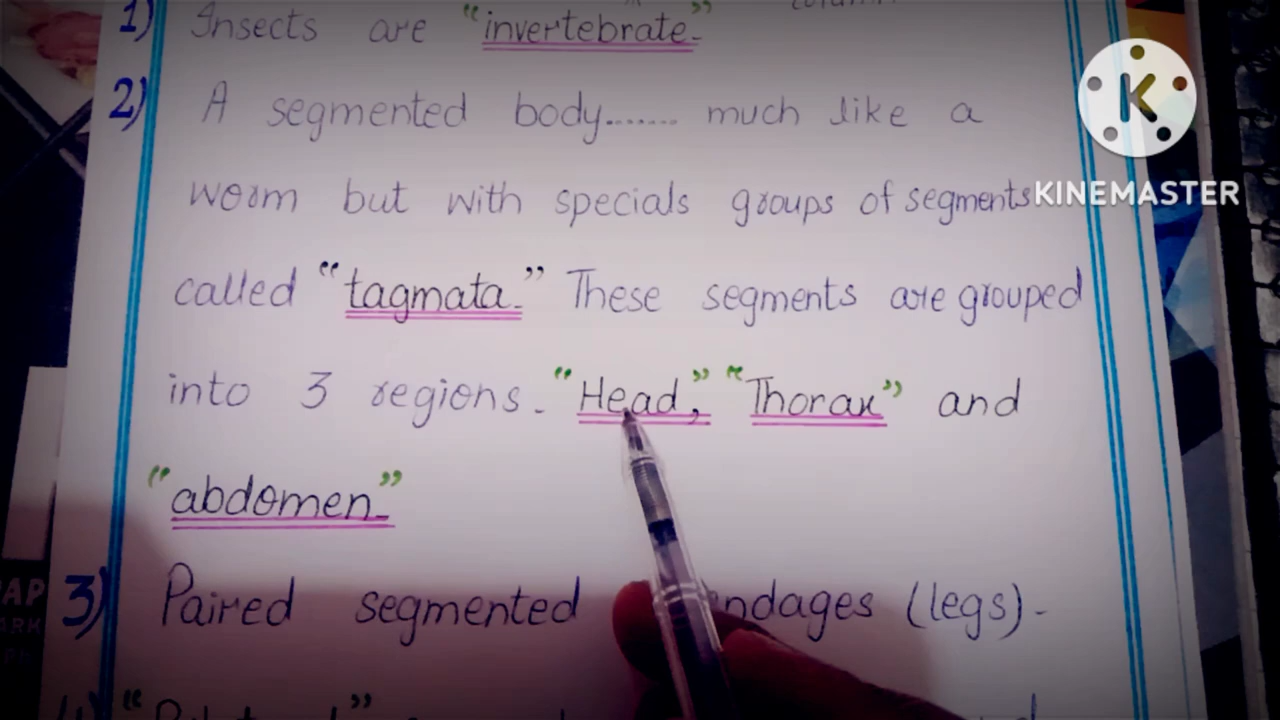 1) Insects are "invertebrate-"
2) A segmented body....... much like a
worm but with specials groups of segments
called "tagmata-" These segments are grouped
into 3 regions- "Head," "Thorax" and
"abdomen-"
3) Paired segmented endages (legs)-
KINEMASTER